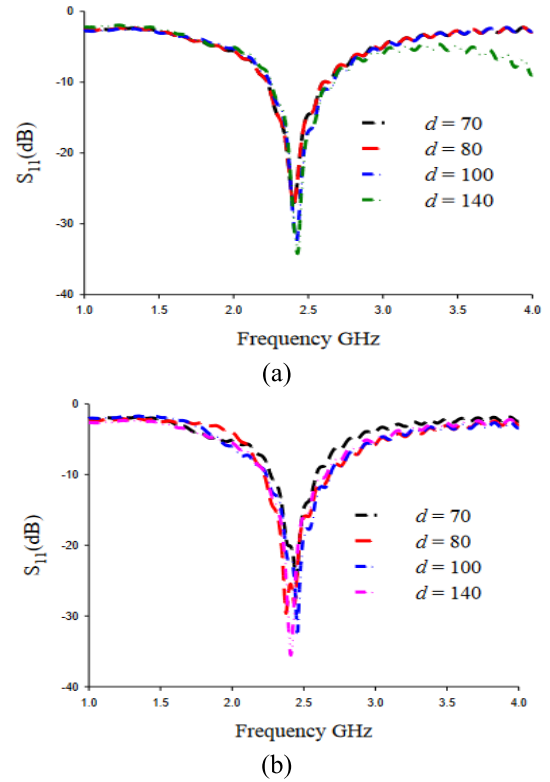 0
-10
-20
-30
-40
S11(dB)
d = 70
d = 80
d = 100
d = 140
1.0 1.5 2.0 2.5 3.0 3.5 4.0
Frequency GHz
(a)
0
-10
-20
-30
-40
S11(dB)
d = 70
d = 80
d = 100
d = 140
1.0 1.5 2.0 2.5 3.0 3.5 4.0
Frequency GHz
(b)